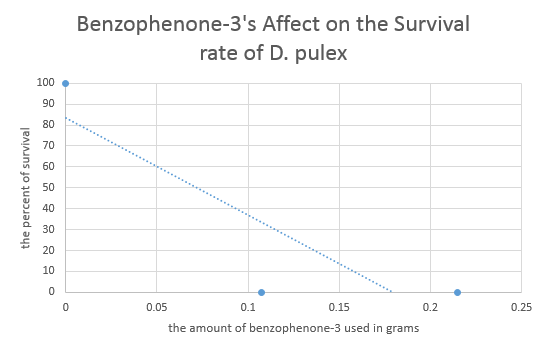 Benzophenone-3's Affect on the Survival
rate of D. pulex
100
90
80
70
60
50
40
30
20
10
0
the percent of survival
0 0.05 0.1 0.15 0.2 0.25
the amount of benzophenone-3 used in grams